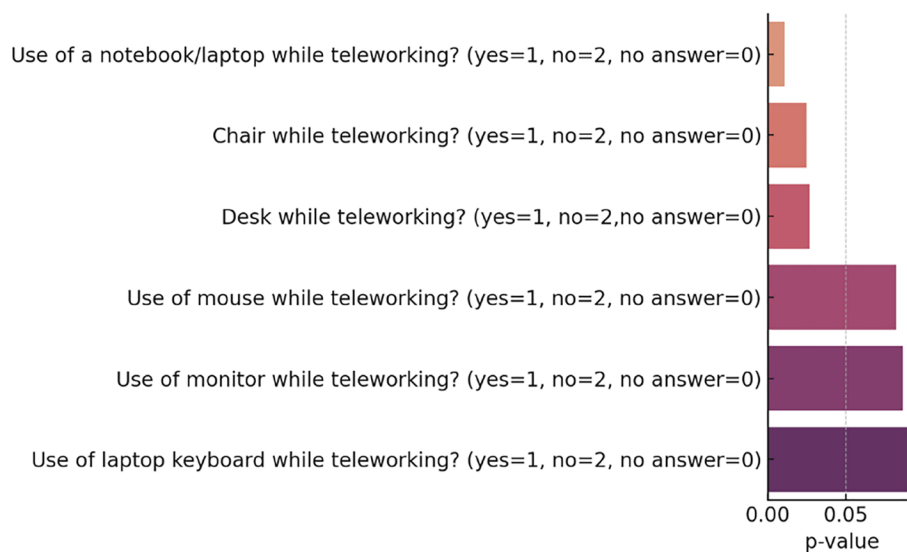 Use of a notebook/laptop while teleworking? (yes=1, no=2, no answer=0)
Chair while teleworking? (yes=1, no=2, no answer=0)
Desk while teleworking? (yes=1, no=2,no answer=0)
Use of mouse while teleworking? (yes=1, no=2, no answer=0)
Use of monitor while teleworking? (yes=1, no=2, no answer=0)
Use of laptop keyboard while teleworking? (yes=1, no=2, no answer=0)
0.00 0.05
p-value